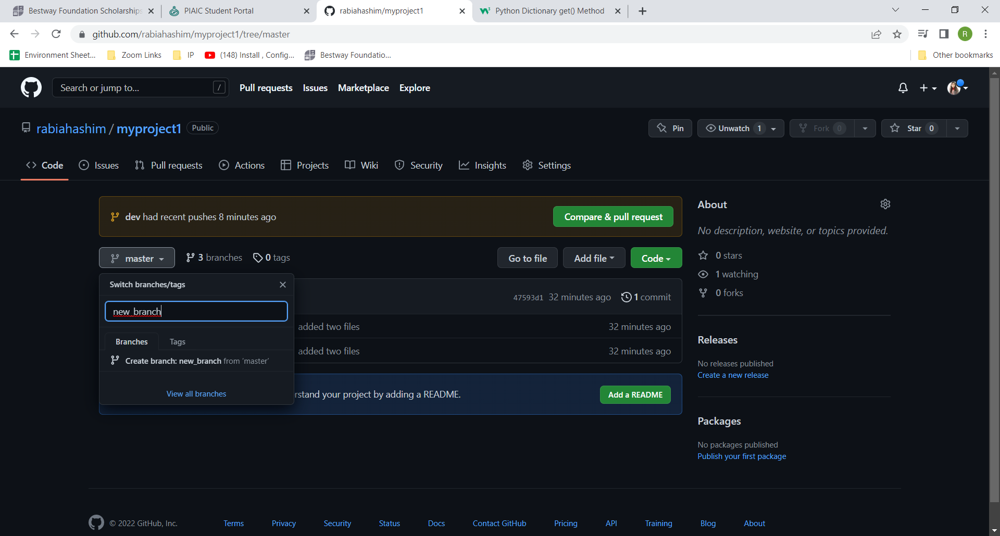 Bestway Foundation Scholarships
PIAIC Student Portal
rabiahashim/myproject1
Python Dictionary get() Method
github.com/rabiahashim/myproject1/tree/master
R
Environment Sheet...
Zoom Links
IP
(148) Install , Config...
Bestway Foundatio...
Other bookmarks
Search or jump to...
/
Pull requests
Issues
Marketplace
Explore
rabiahashim / myproject1
Public
Pin
Unwatch 1
Fork 0
Star 0
Code
Issues
Pull requests
Actions
Projects
Wiki
Security
Insights
Settings
dev had recent pushes 8 minutes ago
Compare & pull request
master
3 branches
0 tags
Go to file
Add file
Code
Switch branches/tags
new_branch
Branches
Tags
Create branch: new_branch from 'master'
View all branches
47593d1 32 minutes ago
1 commit
added two files
32 minutes ago
added two files
32 minutes ago
rstand your project by adding a README.
Add a README
About
No description, website, or topics provided.
0 stars
1 watching
0 forks
Releases
No releases published
Create a new release
Packages
No packages published
Publish your first package
© 2022 GitHub, Inc.
Terms
Privacy
Security
Status
Docs
Contact GitHub
Pricing
API
Training
Blog
About